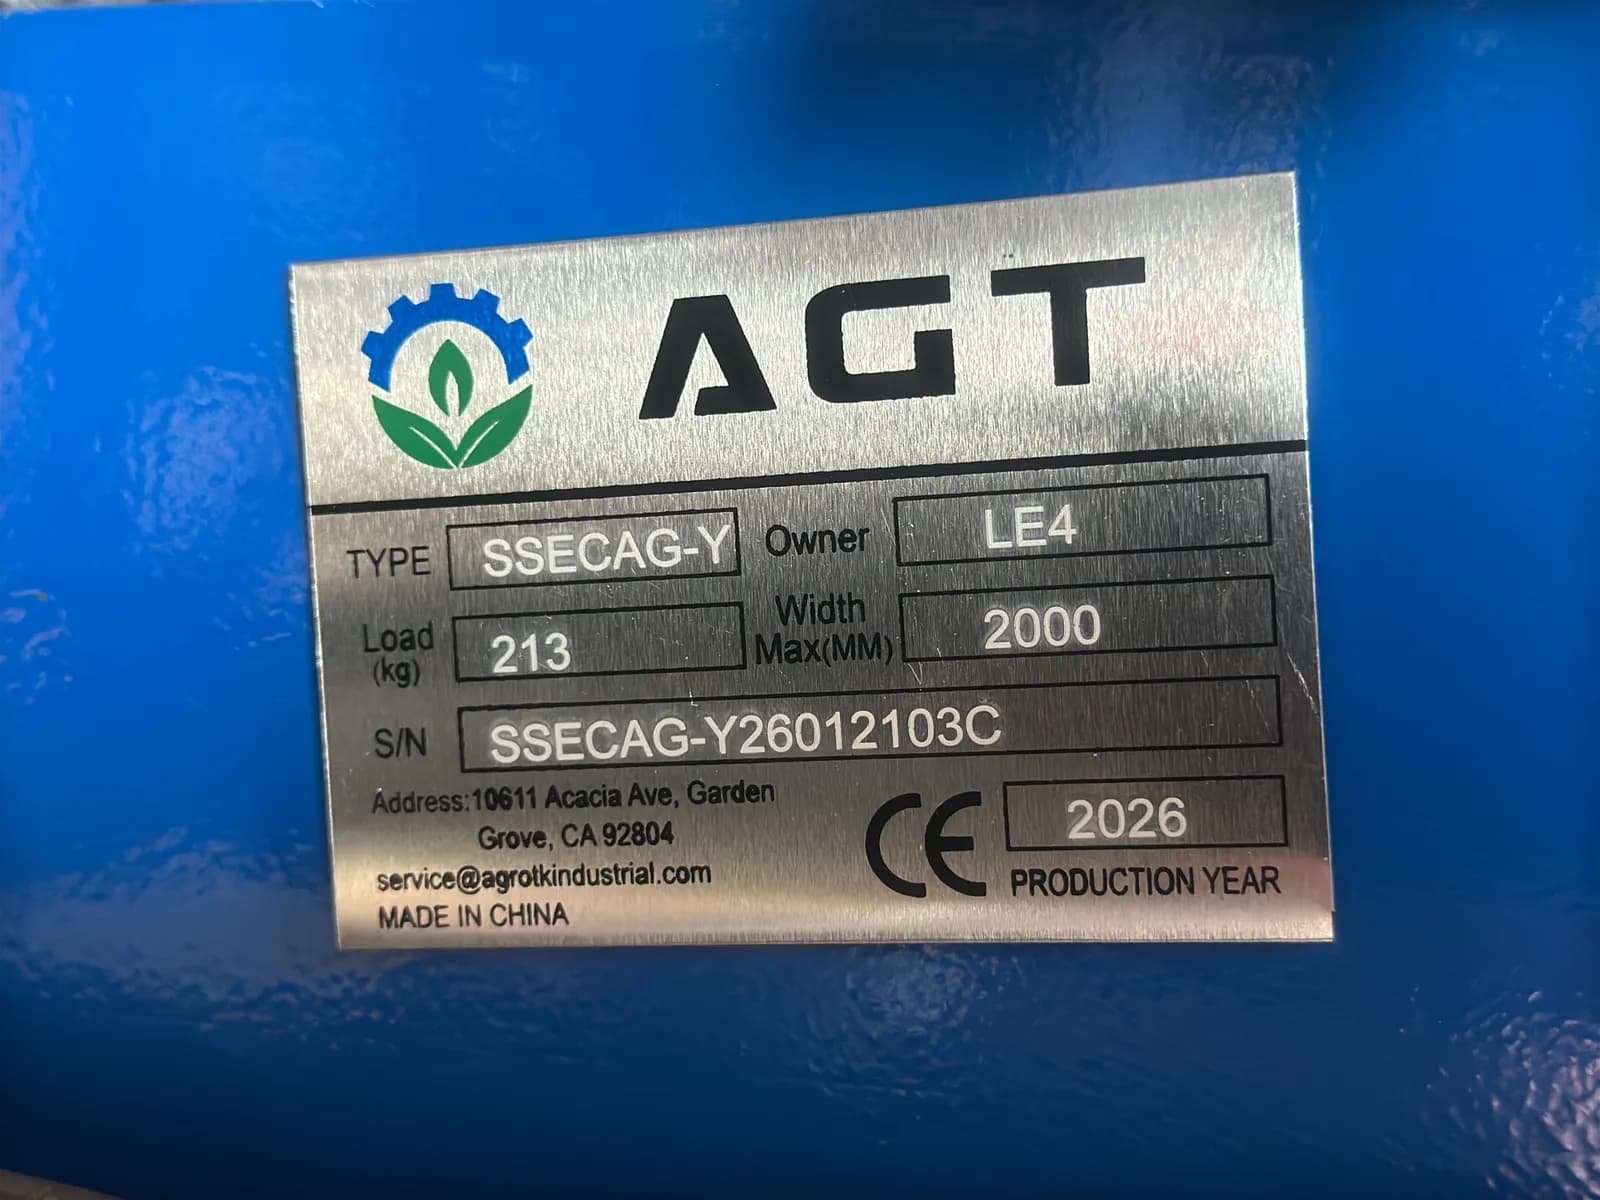 AGT
TYPE SSECAG-Y Owner LE4
Load (kg) 213 Width Max(MM) 2000
S/N SSECAG-Y26012103C
Address:10611 Acacia Ave, Garden
Grove, CA 92804
service@agrotkindustrial.com
MADE IN CHINA
CE 2026
PRODUCTION YEAR